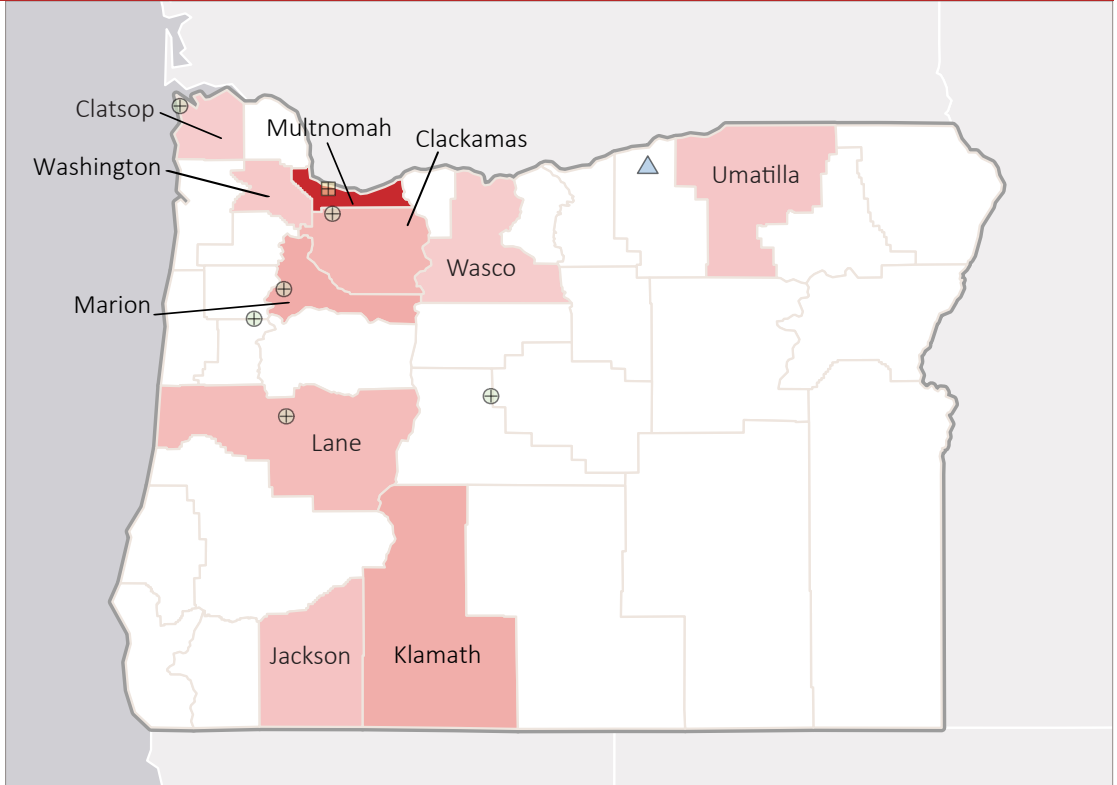 Clatsop
Multnomah
Clackamas
Washington
Umatilla
Wasco
Marion
Lane
Jackson
Klamath